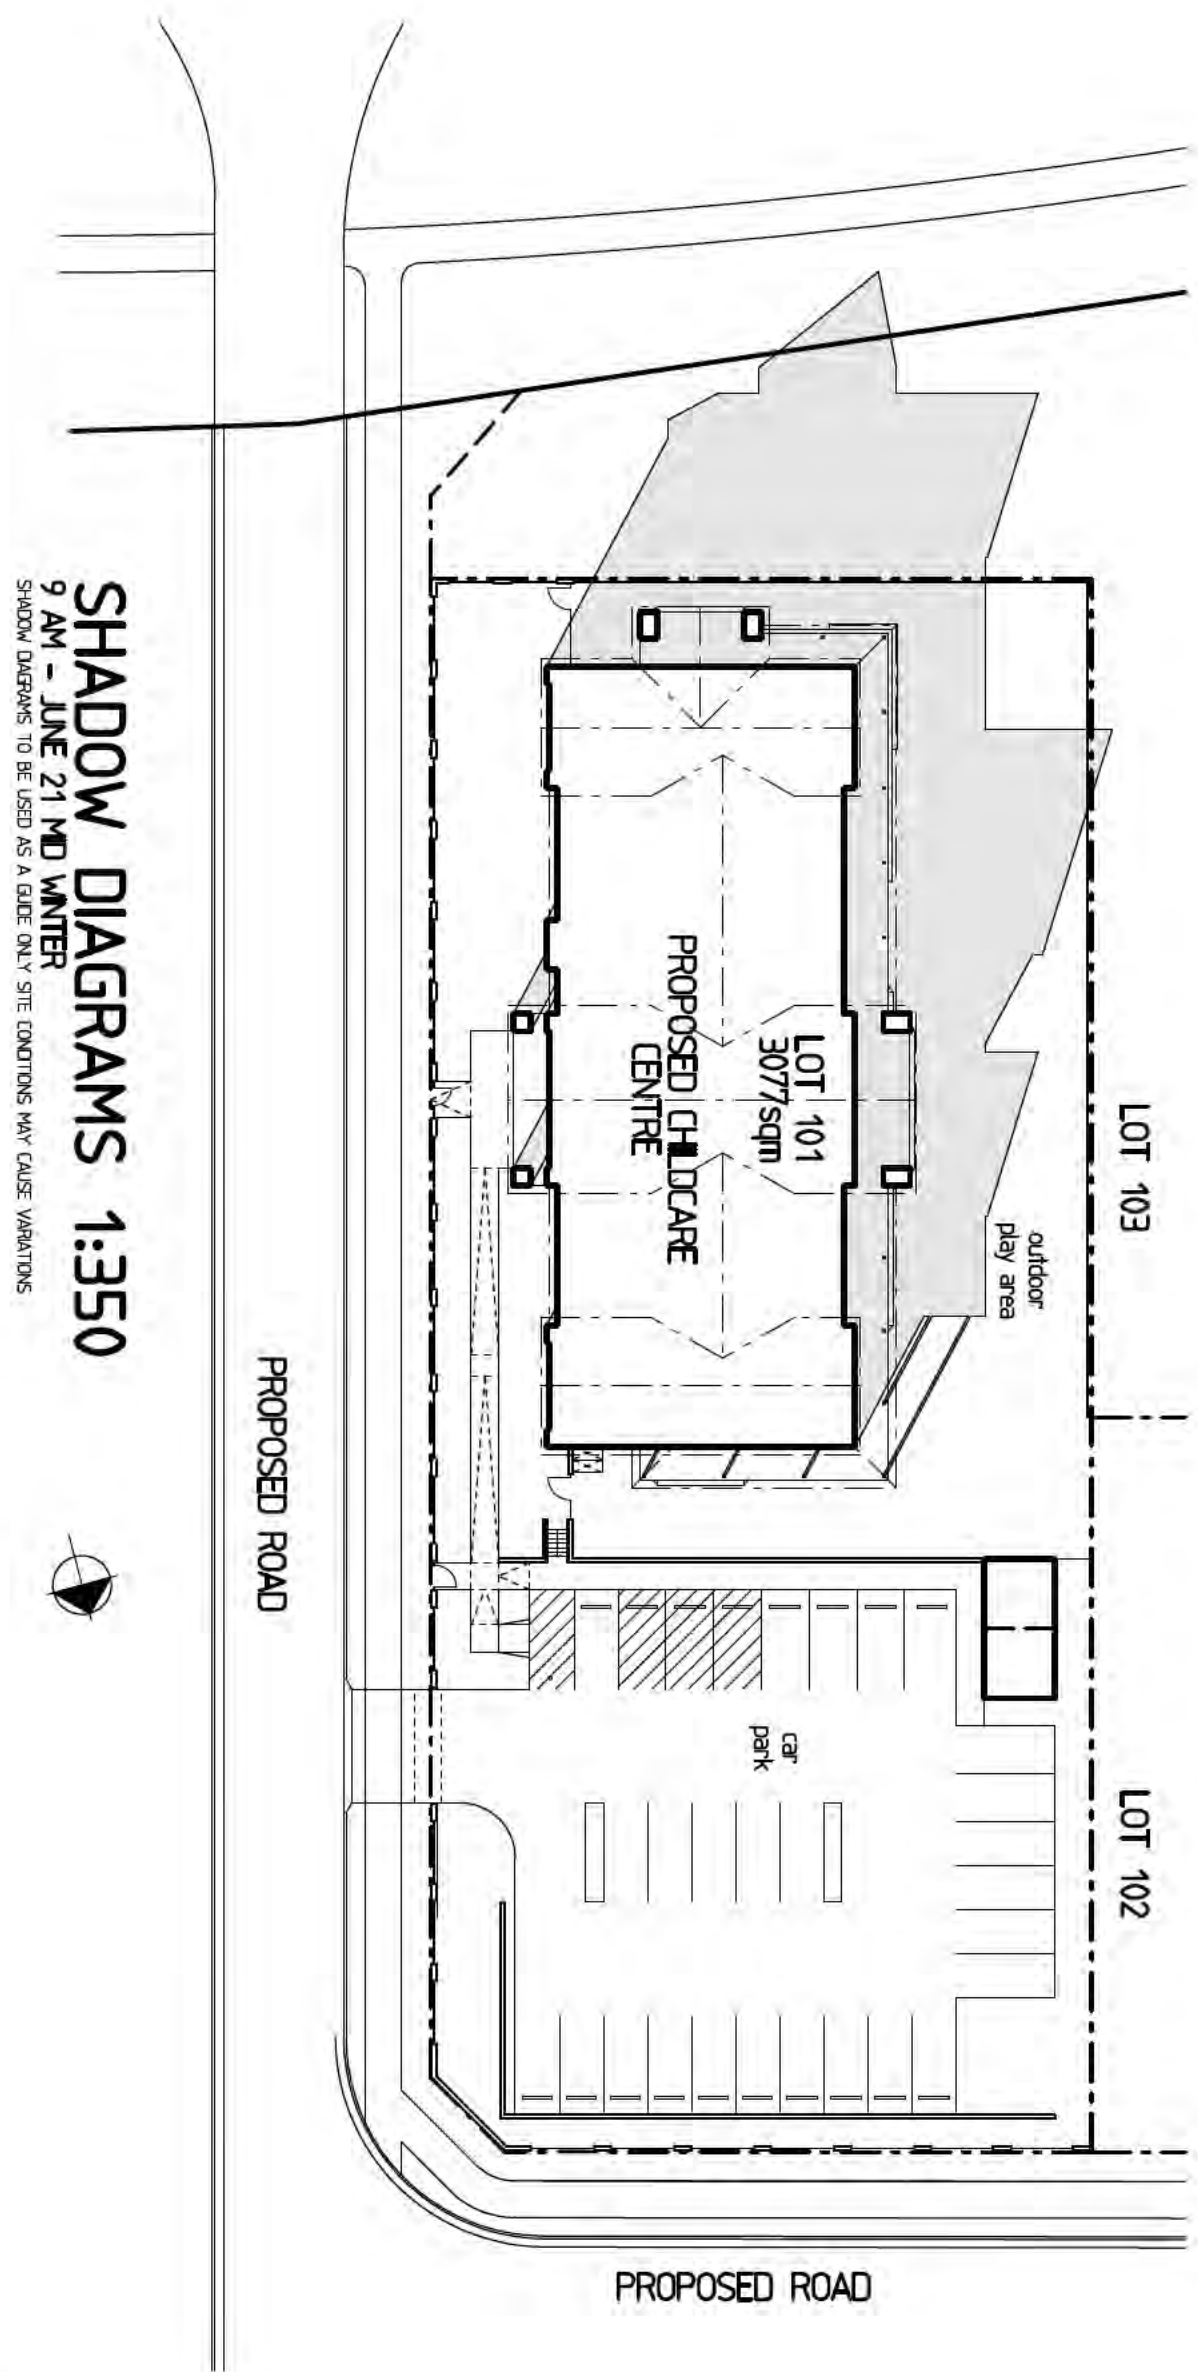 LOT 103
LOT 102
outdoor
play area
LOT 101
3077sqm
PROPOSED CHILDCARE
CENTRE
car
park
PROPOSED ROAD
PROPOSED ROAD
SHADOW DIAGRAMS 1:350
9 AM - JUNE 21 MID WINTER
SHADOW DIAGRAMS TO BE USED AS A GUIDE ONLY SITE CONDITIONS MAY CAUSE VARIATIONS